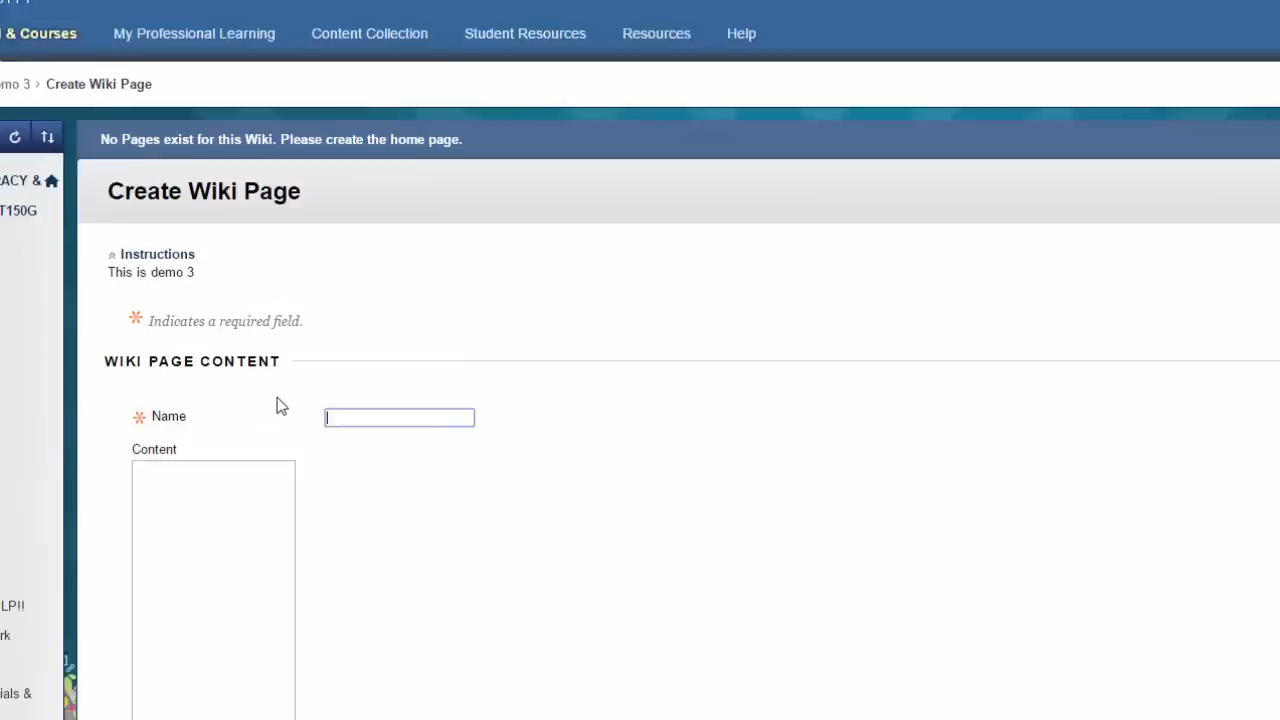 & Courses
My Professional Learning
Content Collection
Student Resources
Resources
Help
3 › Create Wiki Page
No Pages exist for this Wiki. Please create the home page.
&
T150G
Create Wiki Page
Instructions
This is demo 3
Indicates a required field.
WIKI PAGE CONTENT
Name
Content
LP!!
rk
ials &